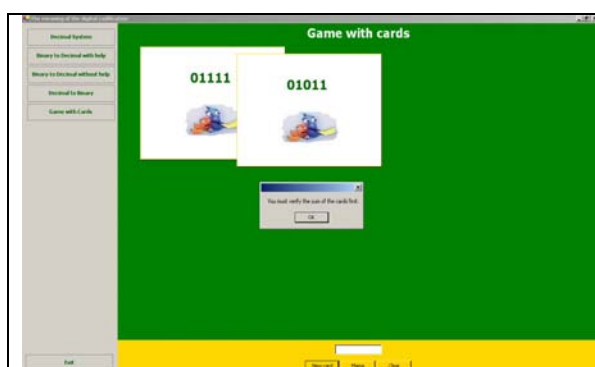 The meaning of the digital codification
Game with cards
Decimal System
Binary to Decimal with help
Binary to Decimal without help
Decimal to Binary
Game with Cards
01111
01011
You must verify the sum of the cards first.
OK
Exit
New card
Clear